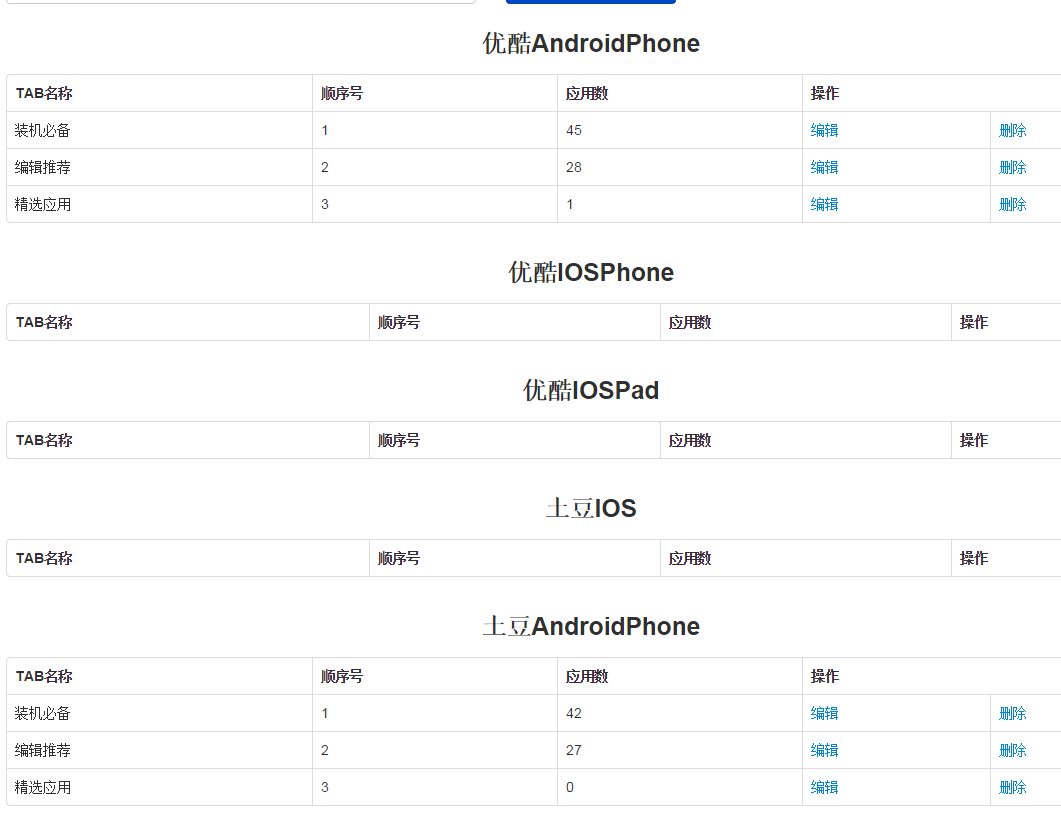 优酷AndroidPhone
TAB名称 顺序号 应用数 操作
装机必备 1 45 编辑 删除
编辑推荐 2 28 编辑 删除
精选应用 3 1 编辑 删除
优酷IOSPhone
TAB名称 顺序号 应用数 操作
优酷IOSPad
TAB名称 顺序号 应用数 操作
土豆IOS
TAB名称 顺序号 应用数 操作
土豆AndroidPhone
TAB名称 顺序号 应用数 操作
装机必备 1 42 编辑 删除
编辑推荐 2 27 编辑 删除
精选应用 3 0 编辑 删除